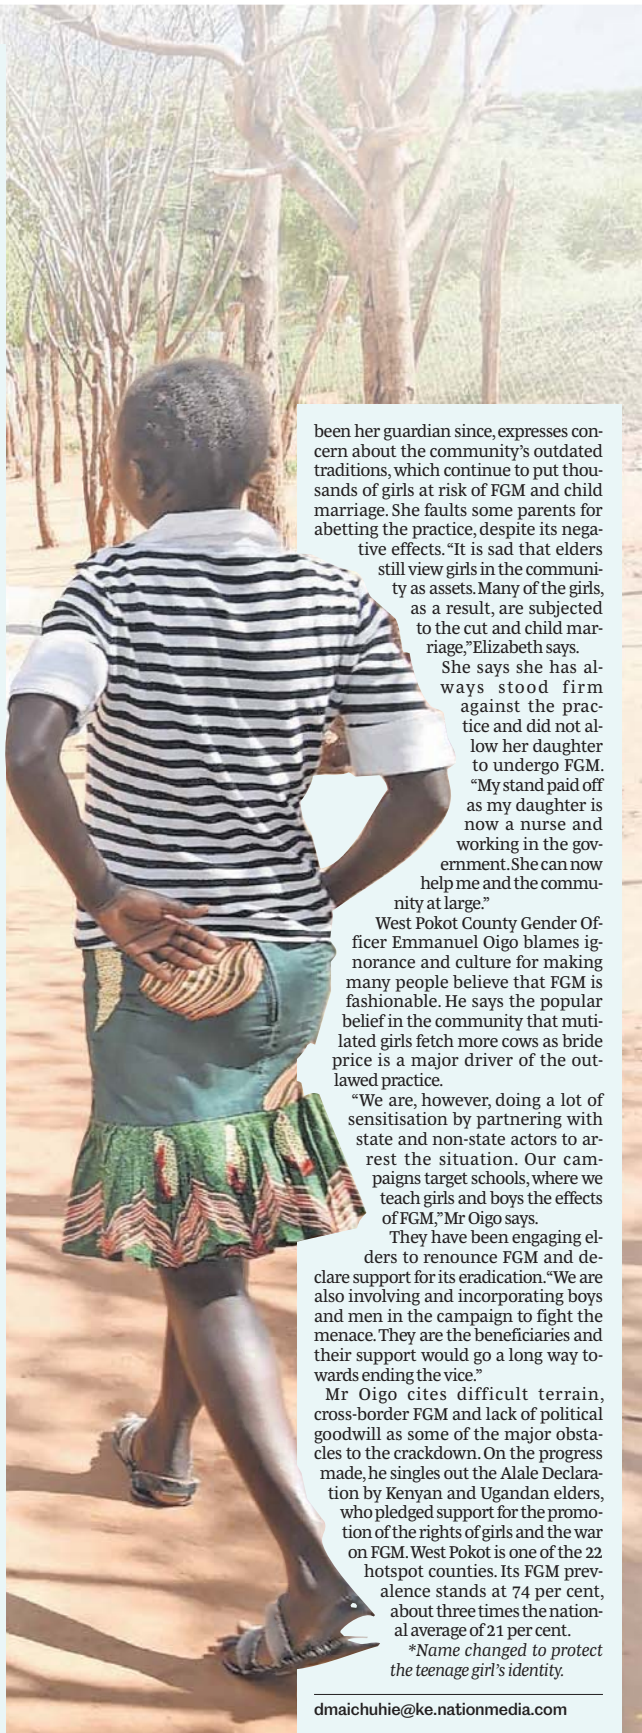 been her guardian since, expresses con-
cern about the community’s outdated
traditions, which continue to put thou-
sands of girls at risk of FGM and child
marriage. She faults some parents for
abetting the practice, despite its nega-
tive effects. “It is sad that elders
still view girls in the communi-
ty as assets. Many of the girls,
as a result, are subjected
to the cut and child mar-
riage,” Elizabeth says.
She says she has al-
ways stood firm
against the prac-
tice and did not al-
low her daughter
to undergo FGM.
“My stand paid off
as my daughter is
now a nurse and
working in the gov-
ernment. She can now
help me and the commu-
nity at large.”
West Pokot County Gender Of-
ficer Emmanuel Oigo blames ig-
norance and culture for making
many people believe that FGM is
fashionable. He says the popular
belief in the community that muti-
lated girls fetch more cows as bride
price is a major driver of the out-
lawed practice.
“We are, however, doing a lot of
sensitisation by partnering with
state and non-state actors to ar-
rest the situation. Our cam-
paigns target schools, where we
teach girls and boys the effects
of FGM,” Mr Oigo says.
They have been engaging el-
ders to renounce FGM and de-
clare support for its eradication. “We are
also involving and incorporating boys
and men in the campaign to fight the
menace. They are the beneficiaries and
their support would go a long way to-
wards ending the vice.”
Mr Oigo cites difficult terrain,
cross-border FGM and lack of political
goodwill as some of the major obsta-
cles to the crackdown. On the progress
made, he singles out the Alale Declara-
tion by Kenyan and Ugandan elders,
who pledged support for the promo-
tion of the rights of girls and the war
on FGM. West Pokot is one of the 22
hotspot counties. Its FGM prev-
alence stands at 74 per cent,
about three times the nation-
al average of 21 per cent.
*Name changed to protect
the teenage girl’s identity.
dmaichuhie@ke.nationmedia.com